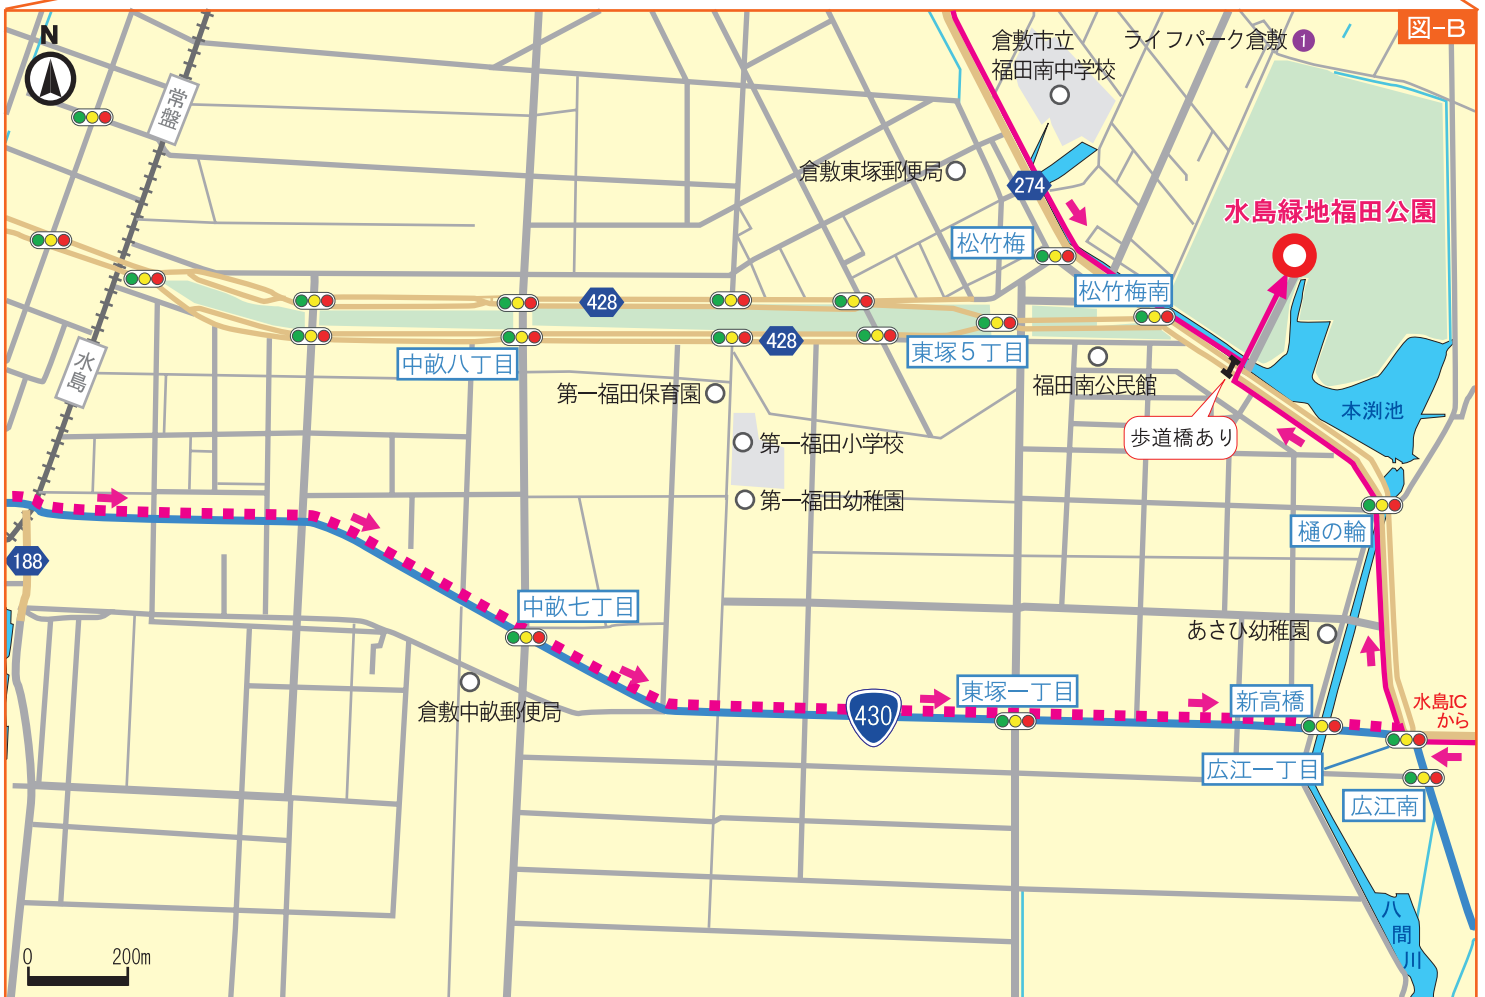 図-B
N
倉敷市立
福田南中学校
ライフパーク倉敷 1
常盤
倉敷東塚郵便局
274
水島緑地福田公園
松竹梅
松竹梅南
428
428
中畝八丁目
東塚5丁目
水島
第一福田保育園
福田南公民館
本渕池
歩道橋あり
第一福田小学校
第一福田幼稚園
樋の輪
188
中畝七丁目
あさひ幼稚園
倉敷中畝郵便局
東塚一丁目
新高橋
水島IC
から
430
広江一丁目
広江南
八間川
0 200m